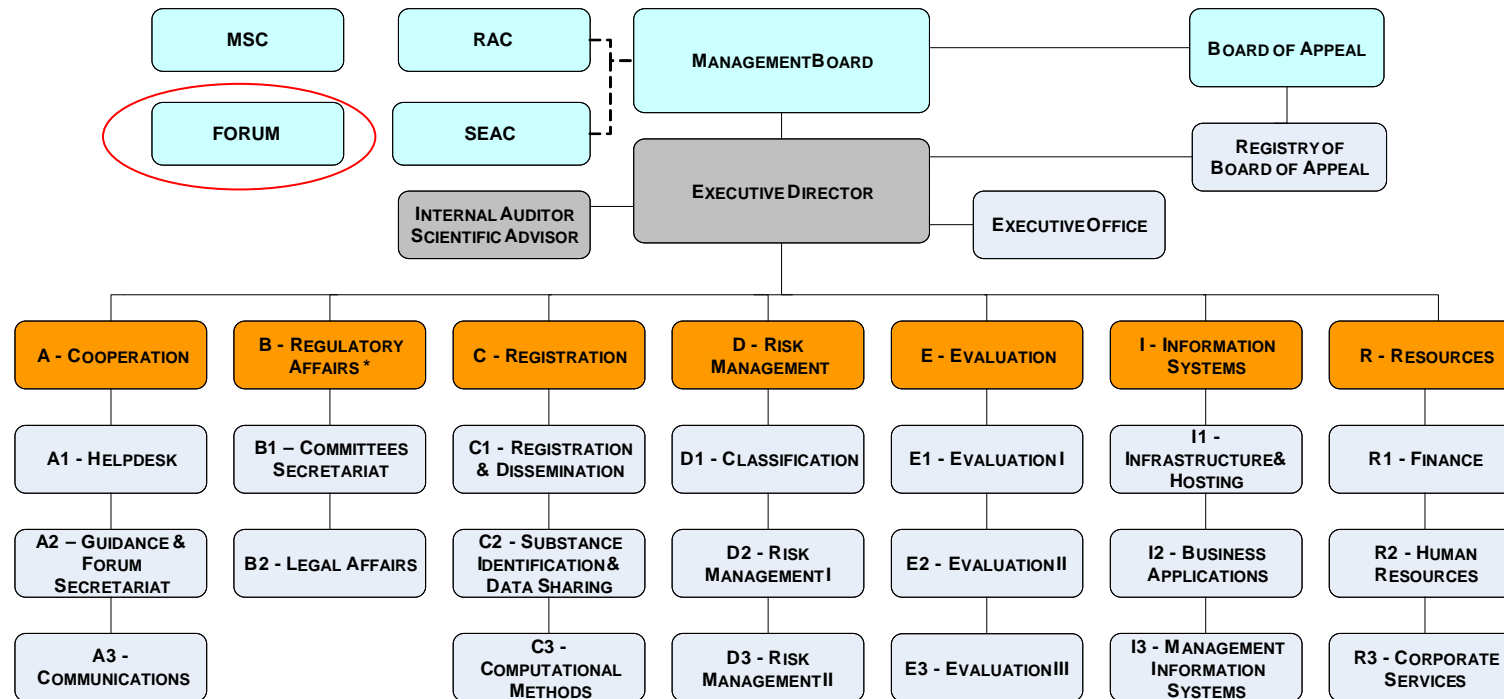 MSC
RAC
MANAGEMENT BOARD
BOARD OF APPEAL
FORUM
SEAC
REGISTRY OF
BOARD OF APPEAL
EXECUTIVE DIRECTOR
INTERNAL AUDITOR
SCIENTIFIC ADVISOR
EXECUTIVE OFFICE
A - COOPERATION
B - REGULATORY
AFFAIRS *
C - REGISTRATION
D - RISK
MANAGEMENT
E - EVALUATION
I - INFORMATION
SYSTEMS
R - RESOURCES
A1 - HELPDESK
B1 – COMMITTEES
SECRETARIAT
C1 - REGISTRATION
& DISSEMINATION
D1 - CLASSIFICATION
E1 - EVALUATION I
I1 -
INFRASTRUCTURE &
HOSTING
R1 - FINANCE
A2 – GUIDANCE &
FORUM
SECRETARIAT
B2 - LEGAL AFFAIRS
C2 - SUBSTANCE
IDENTIFICATION &
DATA SHARING
D2 - RISK
MANAGEMENT I
E2 - EVALUATION II
I2 - BUSINESS
APPLICATIONS
R2 - HUMAN
RESOURCES
A3 -
COMMUNICATIONS
C3 -
COMPUTATIONAL
METHODS
D3 - RISK
MANAGEMENT II
E3 - EVALUATION III
I3 - MANAGEMENT
INFORMATION
SYSTEMS
R3 - CORPORATE
SERVICES